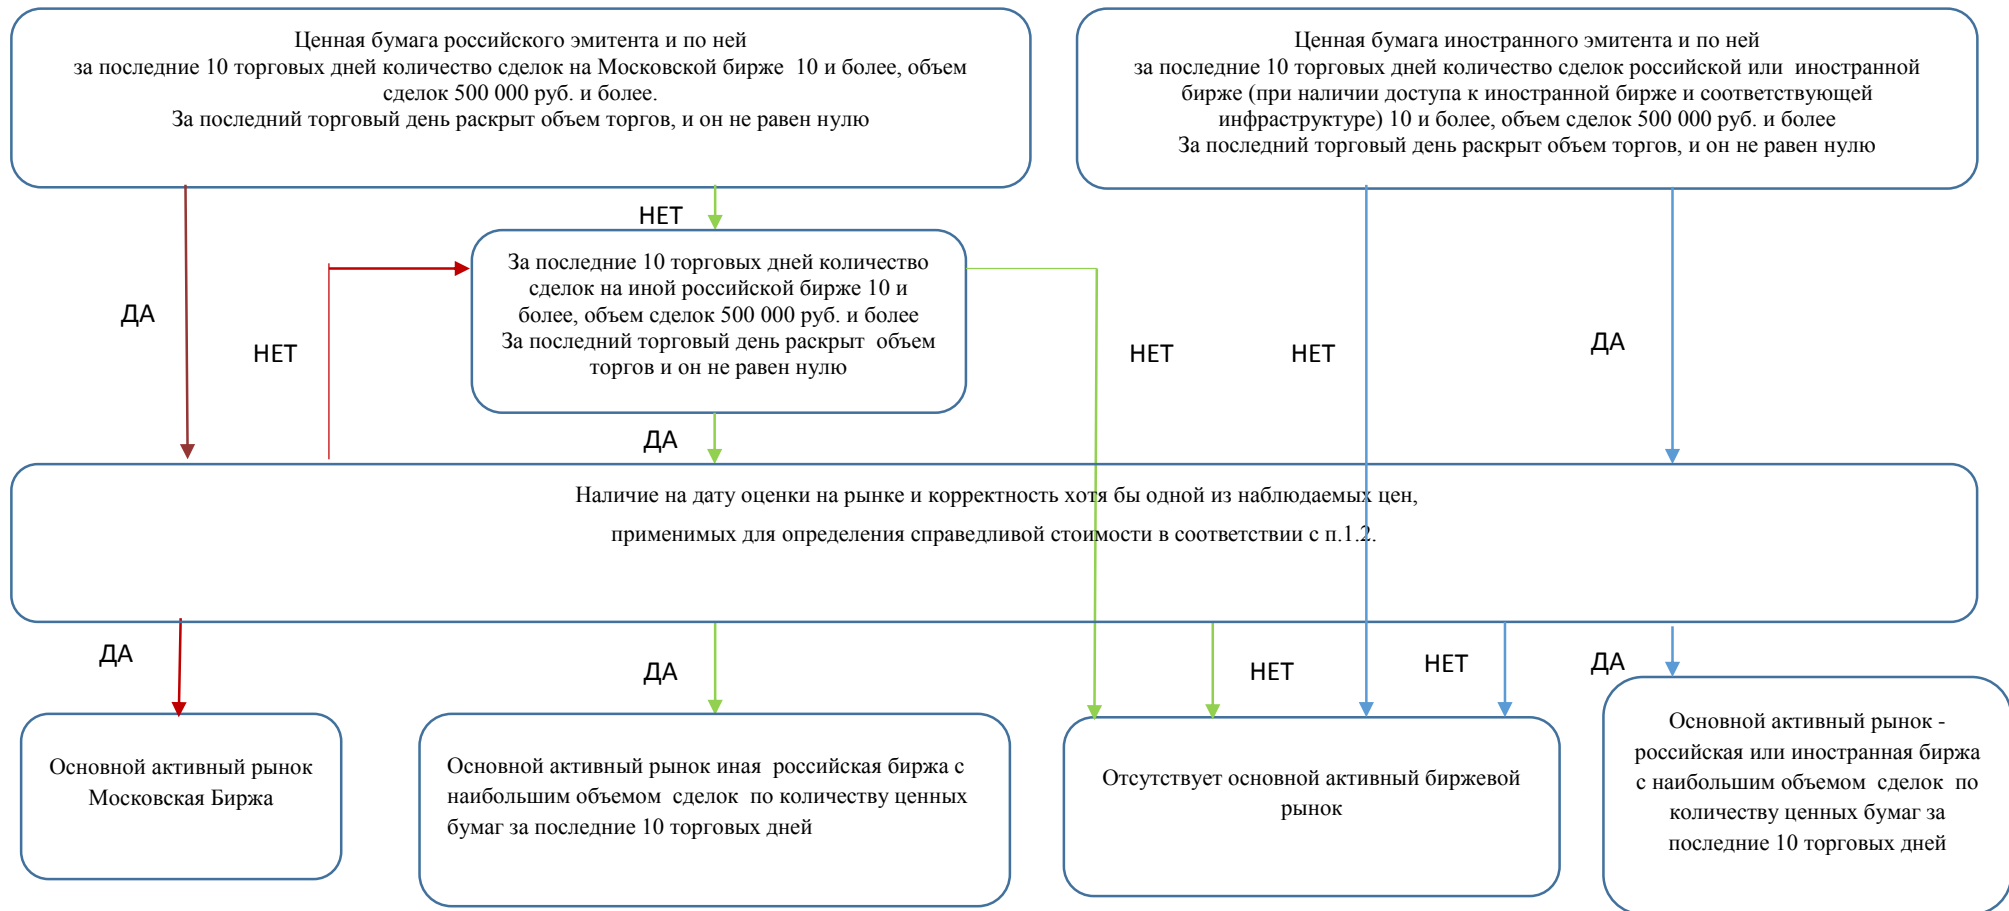 Ценная бумага российского эмитента и по ней
за последние 10 торговых дней количество сделок на Московской бирже 10 и более, объем
сделок 500 000 руб. и более.
За последний торговый день раскрыт объем торгов, и он не равен нулю
Ценная бумага иностранного эмитента и по ней
за последние 10 торговых дней количество сделок российской или иностранной
бирже (при наличии доступа к иностранной бирже и соответствующей
инфраструктуре) 10 и более, объем сделок 500 000 руб. и более
За последний торговый день раскрыт объем торгов, и он не равен нулю
НЕТ
За последние 10 торговых дней количество
сделок на иной российской бирже 10 и
более, объем сделок 500 000 руб. и более
За последний торговый день раскрыт объем
торгов и он не равен нулю
ДА
НЕТ
НЕТ
НЕТ
ДА
ДА
Наличие на дату оценки на рынке и корректность хотя бы одной из наблюдаемых цен,
применимых для определения справедливой стоимости в соответствии с п.1.2.
ДА
ДА
НЕТ
НЕТ
ДА
Основной активный рынок
Московская Биржа
Основной активный рынок иная российская биржа с
наибольшим объемом сделок по количеству ценных
бумаг за последние 10 торговых дней
Отсутствует основной активный биржевой
рынок
Основной активный рынок -
российская или иностранная биржа
с наибольшим объемом сделок по
количеству ценных бумаг за
последние 10 торговых дней